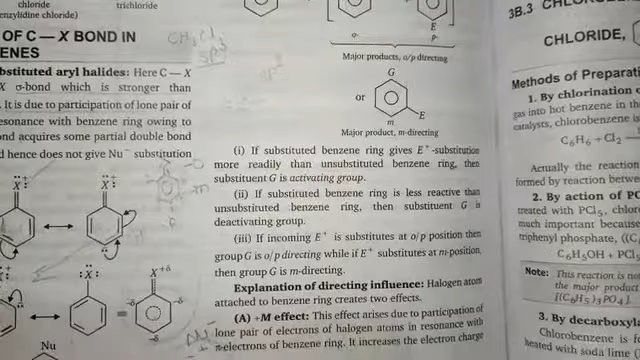 chloride
trichloride
enzylidine chloride)
OF C — X BOND IN
ENES
bstituted aryl halides: Here C — X
X σ-bond which is stronger than
. It is due to participation of lone pair of
esonance with benzene ring owing to
ond acquires some partial double bond
d hence does not give Nu⁻ substitution
:X:
X:
:X:
X+δ
-δ
-δ
-δ
Nu
E
o-
E
p-
Major products, o/p directing
G
or
E
m
Major product, m-directing
(i) If substituted benzene ring gives E⁺-substitution
more readily than unsubstituted benzene ring, then
substituent G is activating group.
(ii) If substituted benzene ring is less reactive than
unsubstituted benzene ring, then substituent G is
deactivating group.
(iii) If incoming E⁺ is substitutes at o/p position then
group G is o/p directing while if E⁺ substitutes at m-position,
then group G is m-directing.
Explanation of directing influence: Halogen atom
attached to benzene ring creates two effects.
(A) +M effect: This effect arises due to participation of
lone pair of electrons of halogen atoms in resonance with
π-electrons of benzene ring. It increases the electron charge
3B.3
CHLORIDE,
Methods of Preparati
1. By chlorination o
gas into hot benzene in th
catalysts, chlorobenzene is
C₆H₆ + Cl₂
Actually the reaction
formed by reaction betwee
2. By action of PC
treated with PCl₅, chlor
much important because
triphenyl phosphate, ((C₆
C₆H₅OH + PCl₅
Note: This reaction is no
the major product
[(C₆H₅)₃PO₄]
3. By decarboxyla
Chlorobenzene is f
heated with soda lime (